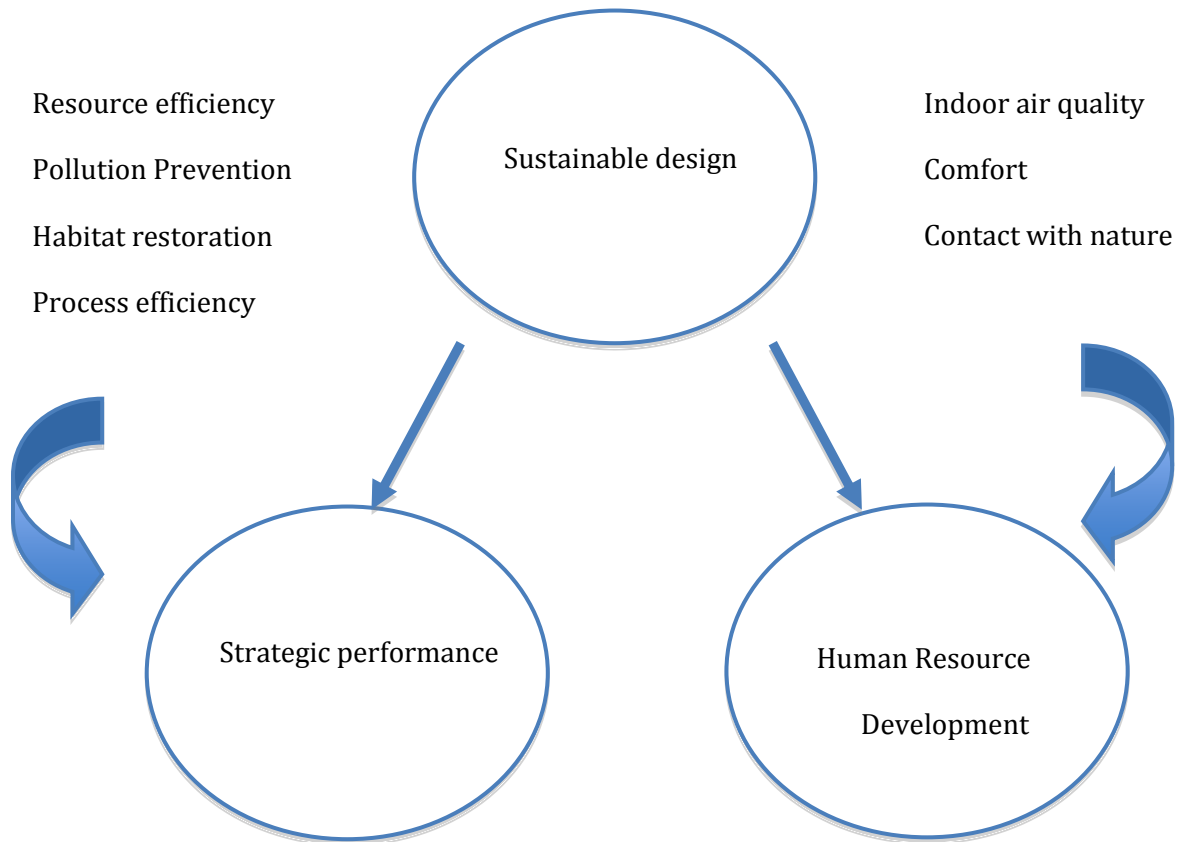 Resource efficiency
Pollution Prevention
Habitat restoration
Process efficiency
Sustainable design
Indoor air quality
Comfort
Contact with nature
Strategic performance
Human Resource
Development